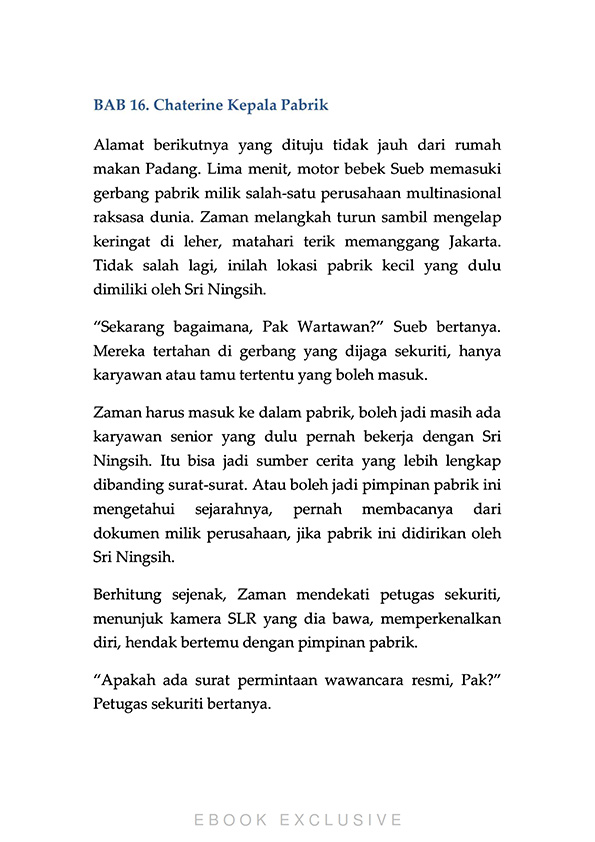 BAB 16. Chaterine Kepala Pabrik
Alamat berikutnya yang dituju tidak jauh dari rumah
makan Padang. Lima menit, motor bebek Sueb memasuki
gerbang pabrik milik salah-satu perusahaan multinasional
raksasa dunia. Zaman melangkah turun sambil mengelap
keringat di leher, matahari terik memanggang Jakarta.
Tidak salah lagi, inilah lokasi pabrik kecil yang dulu
dimiliki oleh Sri Ningsih.
“Sekarang bagaimana, Pak Wartawan?” Sueb bertanya.
Mereka tertahan di gerbang yang dijaga sekuriti, hanya
karyawan atau tamu tertentu yang boleh masuk.
Zaman harus masuk ke dalam pabrik, boleh jadi masih ada
karyawan senior yang dulu pernah bekerja dengan Sri
Ningsih. Itu bisa jadi sumber cerita yang lebih lengkap
dibanding surat-surat. Atau boleh jadi pimpinan pabrik ini
mengetahui sejarahnya, pernah membacanya dari
dokumen milik perusahaan, jika pabrik ini didirikan oleh
Sri Ningsih.
Berhitung sejenak, Zaman mendekati petugas sekuriti,
menunjuk kamera SLR yang dia bawa, memperkenalkan
diri, hendak bertemu dengan pimpinan pabrik.
“Apakah ada surat permintaan wawancara resmi, Pak?”
Petugas sekuriti bertanya.
EBOOK EXCLUSIVE